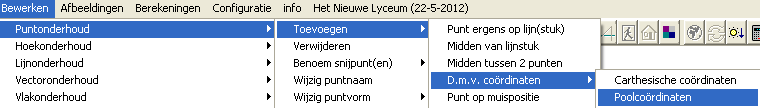 Bewerken Afbeeldingen Berekeningen Configuratie info Het Nieuwe Lyceum (22-5-2012)
Puntonderhoud Toevoegen Punt ergens op lijn(stuk)
Hoekonderhoud Verwijderen Midden van lijnstuk
Lijnonderhoud Benoem snijpunt(en) Midden tussen 2 punten
Vectoronderhoud Wijzig puntnaam D.m.v. coördinaten Carthesische coördinaten
Vlakonderhoud Wijzig puntvorm Punt op muispositie Poolcoördinaten